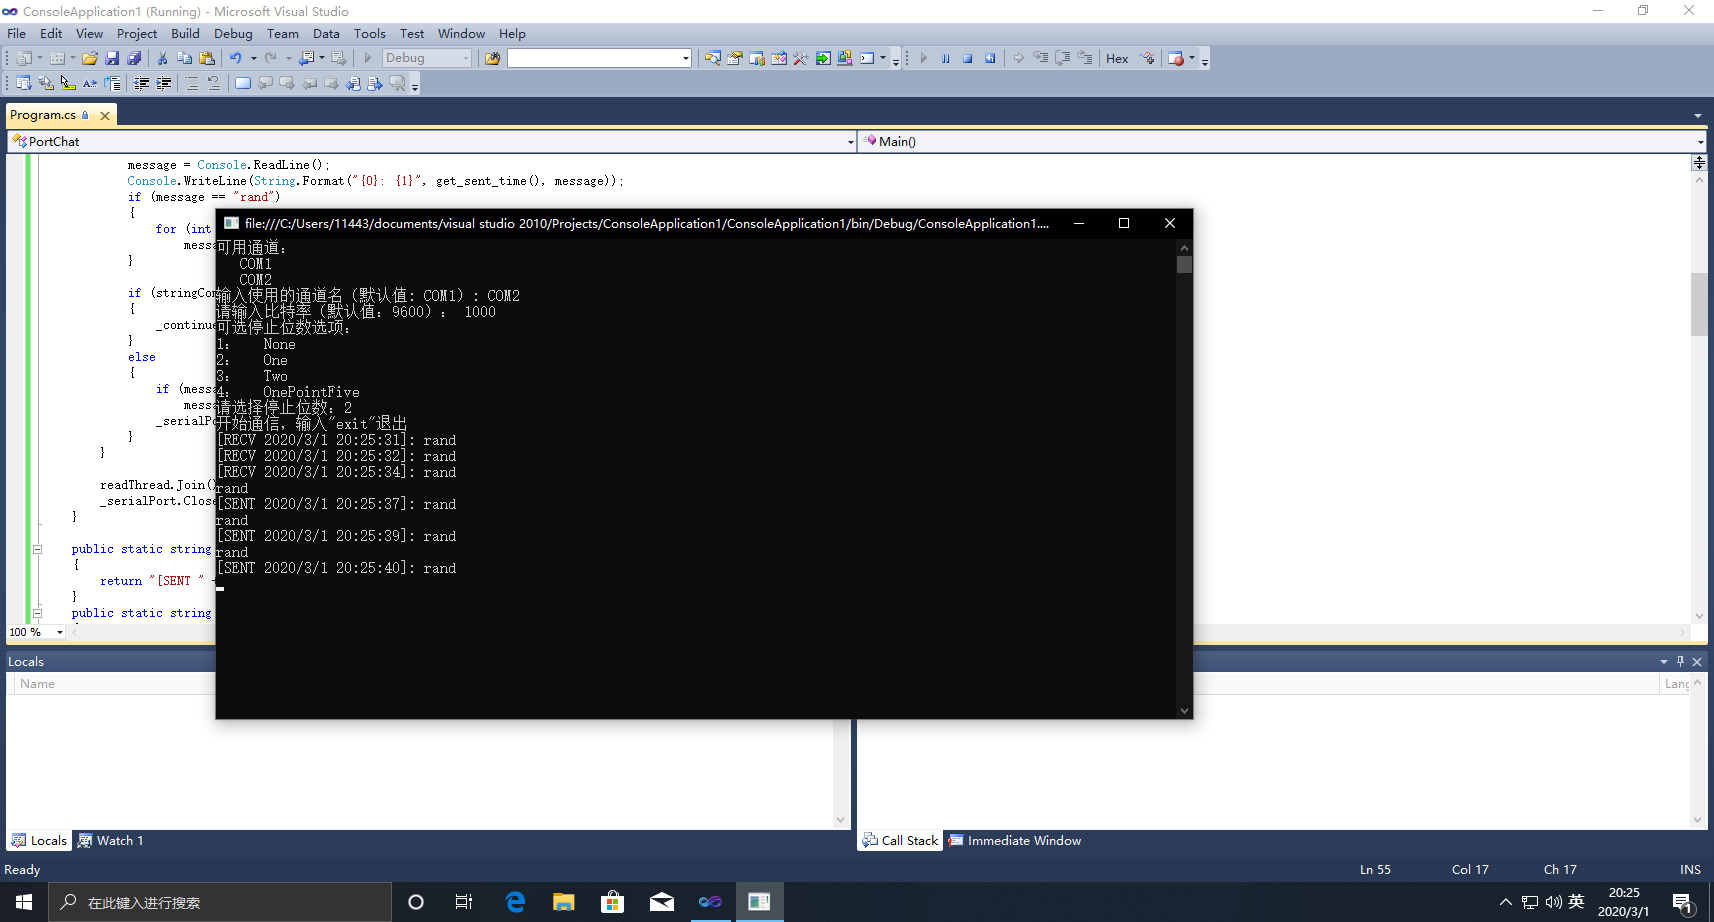 ConsoleApplication1 (Running) - Microsoft Visual Studio
File Edit View Project Build Debug Team Data Tools Test Window Help
Debug
Hex
Program.cs
PortChat
Main()
message = Console.ReadLine();
Console.WriteLine(String.Format("{0}: {1}", get_sent_time(), message));
if (message == "rand")
{
for (int
messa
}
if (stringCom
{
_continue
}
else
{
if (messa
messa
_serialPo
}
}
readThread.Join()
_serialPort.Close
}
public static string
{
return "[SENT " +
}
public static string
100 %
file:///C:/Users/11443/documents/visual studio 2010/Projects/ConsoleApplication1/ConsoleApplication1/bin/Debug/ConsoleApplication1....
可用通道：
COM1
COM2
输入使用的通道名（默认值：COM1）：COM2
请输入比特率（默认值：9600）： 1000
可选停止位数选项：
1： None
2： One
3： Two
4： OnePointFive
请选择停止位数：2
开始通信，输入"exit"退出
[RECV 2020/3/1 20:25:31]: rand
[RECV 2020/3/1 20:25:32]: rand
[RECV 2020/3/1 20:25:34]: rand
rand
[SENT 2020/3/1 20:25:37]: rand
rand
[SENT 2020/3/1 20:25:39]: rand
rand
[SENT 2020/3/1 20:25:40]: rand
Locals
Name
Lang
Locals Watch 1
Call Stack Immediate Window
Ready
Ln 55 Col 17 Ch 17 INS
在此键入进行搜索
英
20:25
2020/3/1
1